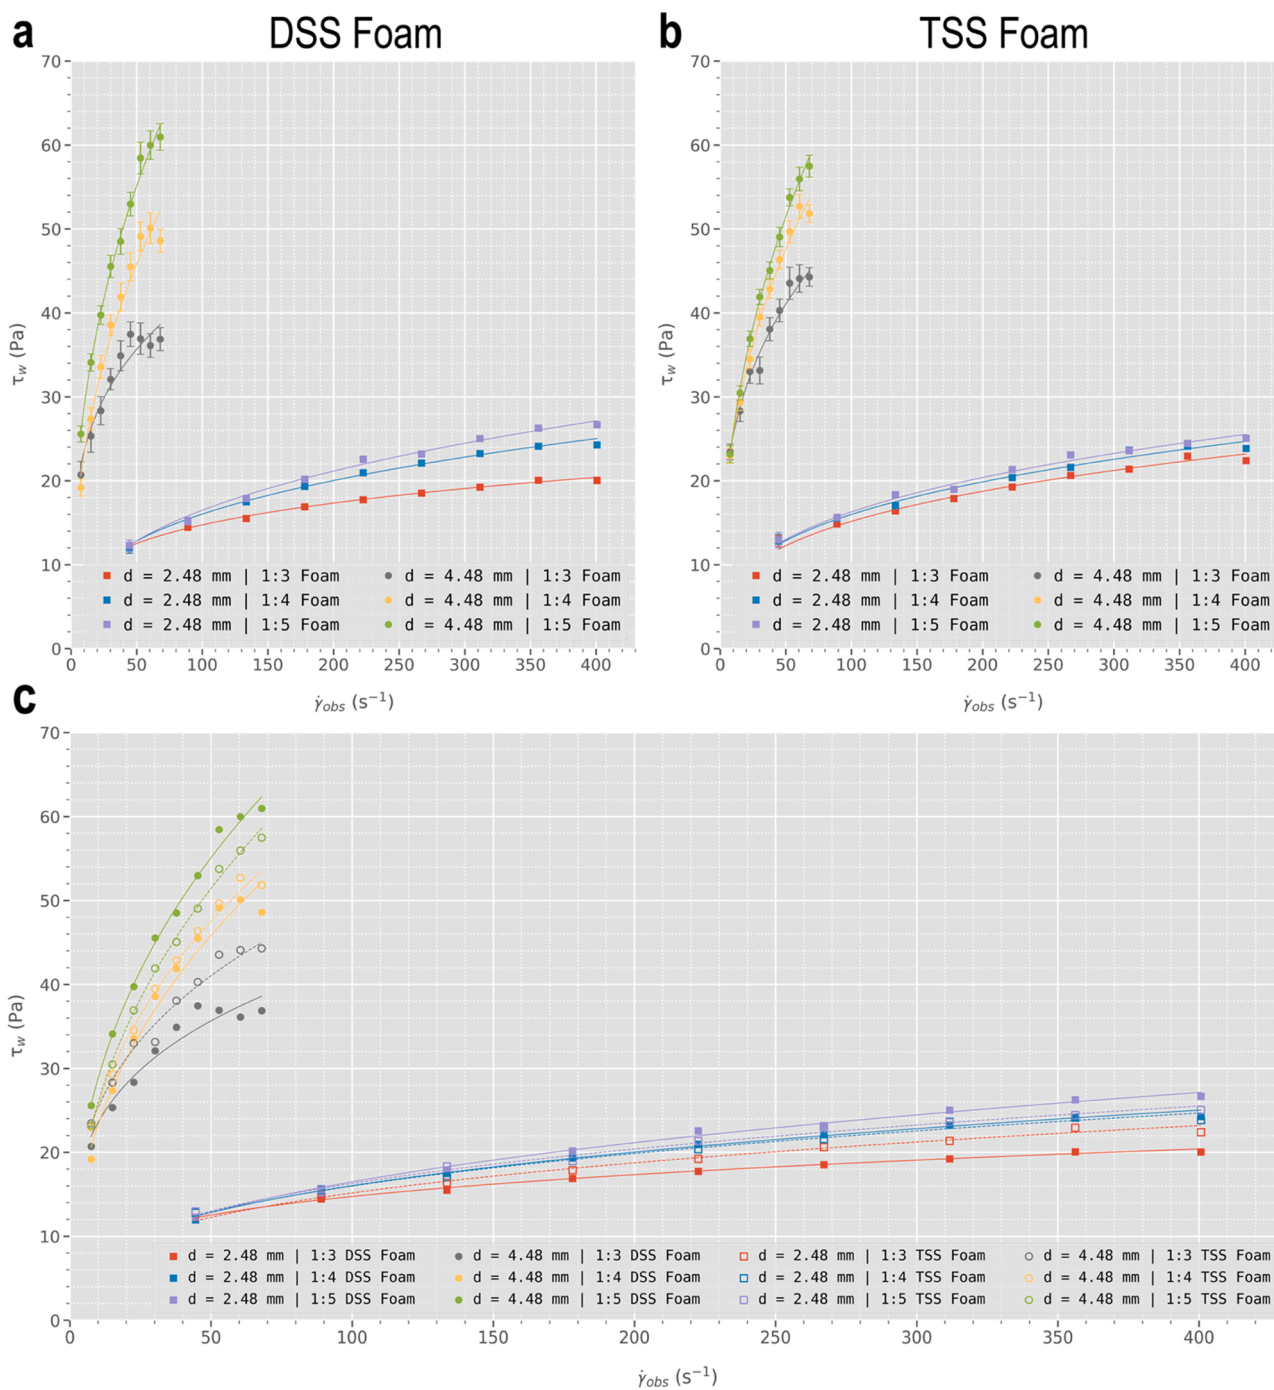 a DSS Foam
b TSS Foam
70
60
50
40
30
20
10
0
τw (Pa)
d = 2.48 mm | 1:3 Foam
d = 2.48 mm | 1:4 Foam
d = 2.48 mm | 1:5 Foam
d = 4.48 mm | 1:3 Foam
d = 4.48 mm | 1:4 Foam
d = 4.48 mm | 1:5 Foam
0 50 100 150 200 250 300 350 400
γ̇obs (s⁻¹)
70
60
50
40
30
20
10
0
τw (Pa)
d = 2.48 mm | 1:3 Foam
d = 2.48 mm | 1:4 Foam
d = 2.48 mm | 1:5 Foam
d = 4.48 mm | 1:3 Foam
d = 4.48 mm | 1:4 Foam
d = 4.48 mm | 1:5 Foam
0 50 100 150 200 250 300 350 400
γ̇obs (s⁻¹)
c
70
60
50
40
30
20
10
0
τw (Pa)
d = 2.48 mm | 1:3 DSS Foam
d = 2.48 mm | 1:4 DSS Foam
d = 2.48 mm | 1:5 DSS Foam
d = 4.48 mm | 1:3 DSS Foam
d = 4.48 mm | 1:4 DSS Foam
d = 4.48 mm | 1:5 DSS Foam
d = 2.48 mm | 1:3 TSS Foam
d = 2.48 mm | 1:4 TSS Foam
d = 2.48 mm | 1:5 TSS Foam
d = 4.48 mm | 1:3 TSS Foam
d = 4.48 mm | 1:4 TSS Foam
d = 4.48 mm | 1:5 TSS Foam
0 50 100 150 200 250 300 350 400
γ̇obs (s⁻¹)